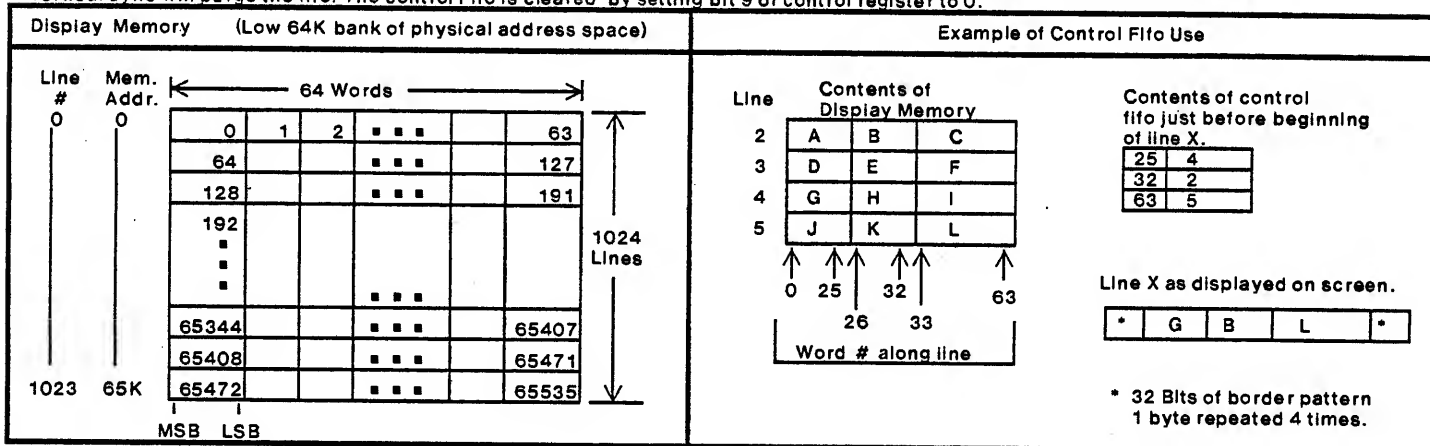 Display Memory (Low 64K bank of physical address space)
Line # Mem. Addr.
64 Words
0 0
0 1 2 ■ ■ ■ 63
64 ■ ■ ■ 127
128 ■ ■ ■ 191
192
1024 Lines
■ ■ ■
65344 ■ ■ ■ 65407
65408 ■ ■ ■ 65471
1023 65K 65472 ■ ■ ■ 65535
MSB LSB
Example of Control Fifo Use
Line Contents of Display Memory
2 A B C
3 D E F
4 G H I
5 J K L
0 25 32 63
26 33
Word # along line
Contents of control
fifo just before beginning
of line X.
25 4
32 2
63 5
Line X as displayed on screen.
* G B L *
* 32 Bits of border pattern
1 byte repeated 4 times.